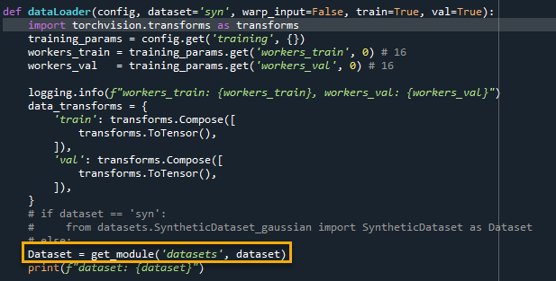 def dataLoader(config, dataset='syn', warp_input=False, train=True, val=True):
    import torchvision.transforms as transforms
    training_params = config.get('training', {})
    workers_train = training_params.get('workers_train', 0) # 16
    workers_val   = training_params.get('workers_val', 0) # 16

    logging.info(f"workers_train: {workers_train}, workers_val: {workers_val}")
    data_transforms = {
        'train': transforms.Compose([
            transforms.ToTensor(),
        ]),
        'val': transforms.Compose([
            transforms.ToTensor(),
        ]),
    }
    # if dataset == 'syn':
    #     from datasets.SyntheticDataset_gaussian import SyntheticDataset as Dataset
    # else:
    Dataset = get_module('datasets', dataset)
    print(f"dataset: {dataset}")